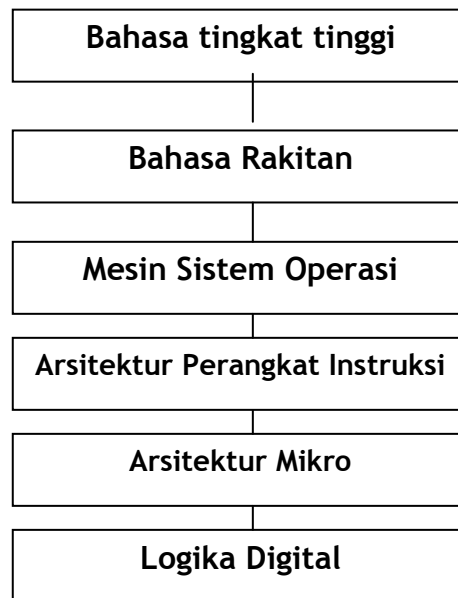 Bahasa tingkat tinggi
Bahasa Rakitan
Mesin Sistem Operasi
Arsitektur Perangkat Instruksi
Arsitektur Mikro
Logika Digital